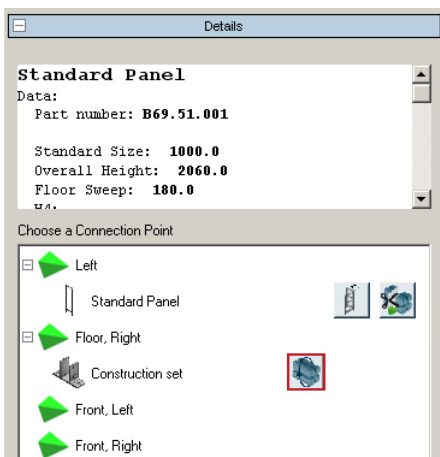 Details
Standard Panel
Data:
Part number: B69.51.001
Standard Size: 1000.0
Overall Height: 2060.0
Floor Sweep: 180.0
H4:
Choose a Connection Point
Left
Standard Panel
Floor, Right
Construction set
Front, Left
Front, Right